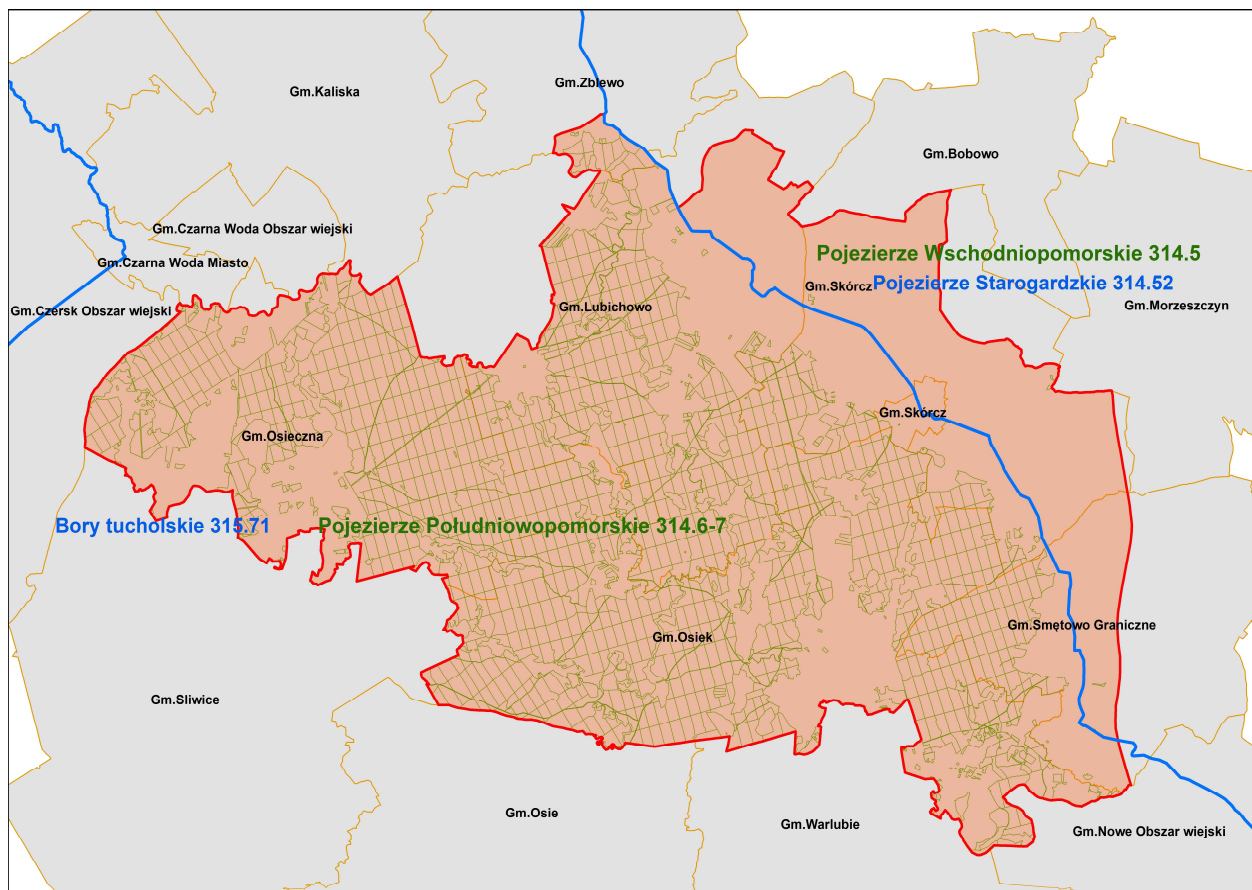 Gm.Zblewo
Gm.Kaliska
Gm.Bobowo
Gm.Czarna Woda Obszar wiejski
Pojezierze Wschodniopomorskie 314.5
Gm.Czarna Woda Miasto
Gm.Skórcz
Pojezierze Starogardzkie 314.52
Gm.Czersk Obszar wiejski
Gm.Lubichowo
Gm.Morzeszczyn
Gm.Skórcz
Gm.Osieczna
Bory tucholskie 315.71
Pojezierze Południowopomorskie 314.6-7
Gm.Smętowo Graniczne
Gm.Osiek
Gm.Sliwice
Gm.Osie
Gm.Warlubie
Gm.Nowe Obszar wiejski